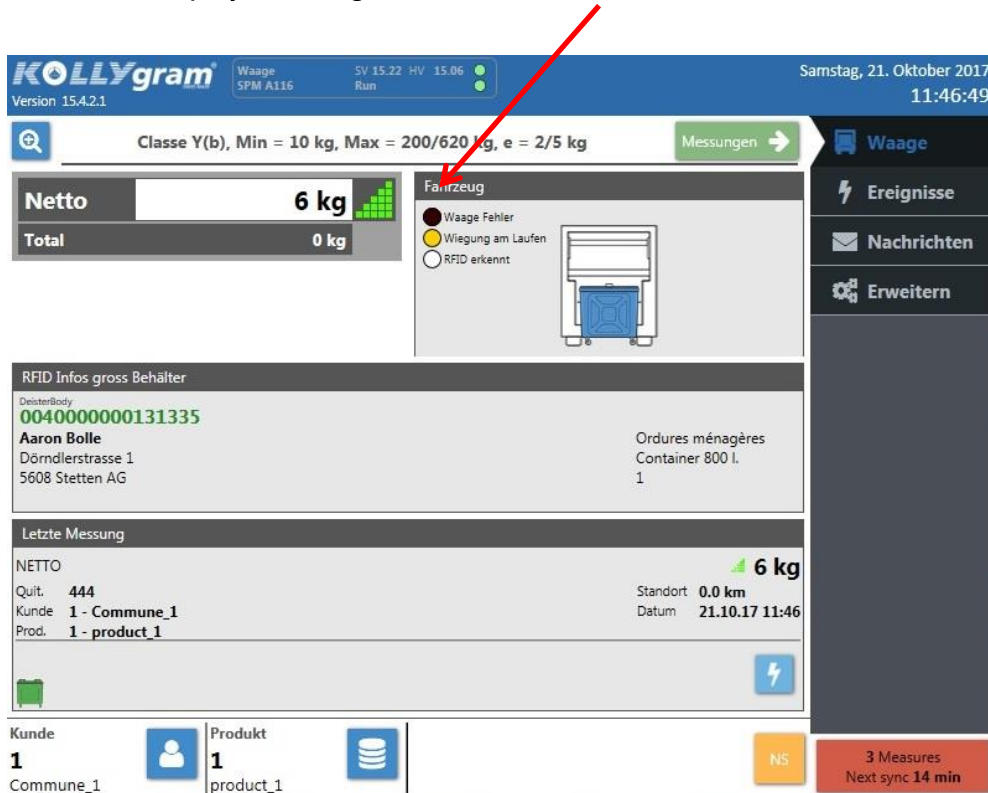 KOLLYgram
Version 15.4.2.1
Waage SV 15.22 HV 15.06
SPM A116 Run
Samstag, 21. Oktober 2017
11:46:49
Classe Y(b), Min = 10 kg, Max = 200/620 kg, e = 2/5 kg
Messungen
Waage
Ereignisse
Nachrichten
Erweitern
Netto 6 kg
Total 0 kg
Fahrzeug
Waage Fehler
Wiegung am Laufen
RFID erkennt
RFID Infos gross Behälter
DeisterBody
0040000000131335
Aaron Bolle
Dörndlerstrasse 1
5608 Stetten AG
Ordures ménagères
Container 800 l.
1
Letzte Messung
NETTO 6 kg
Quit. 444
Kunde 1 - Commune_1
Prod. 1 - product_1
Standort 0.0 km
Datum 21.10.17 11:46
Kunde
1
Commune_1
Produkt
1
product_1
NS
3 Measures
Next sync 14 min